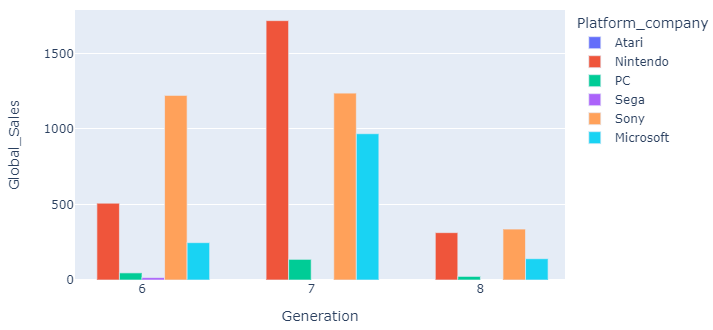 Platform_company
Atari
Nintendo
PC
Sega
Sony
Microsoft
Global_Sales
1500
1000
500
0
6 7 8
Generation